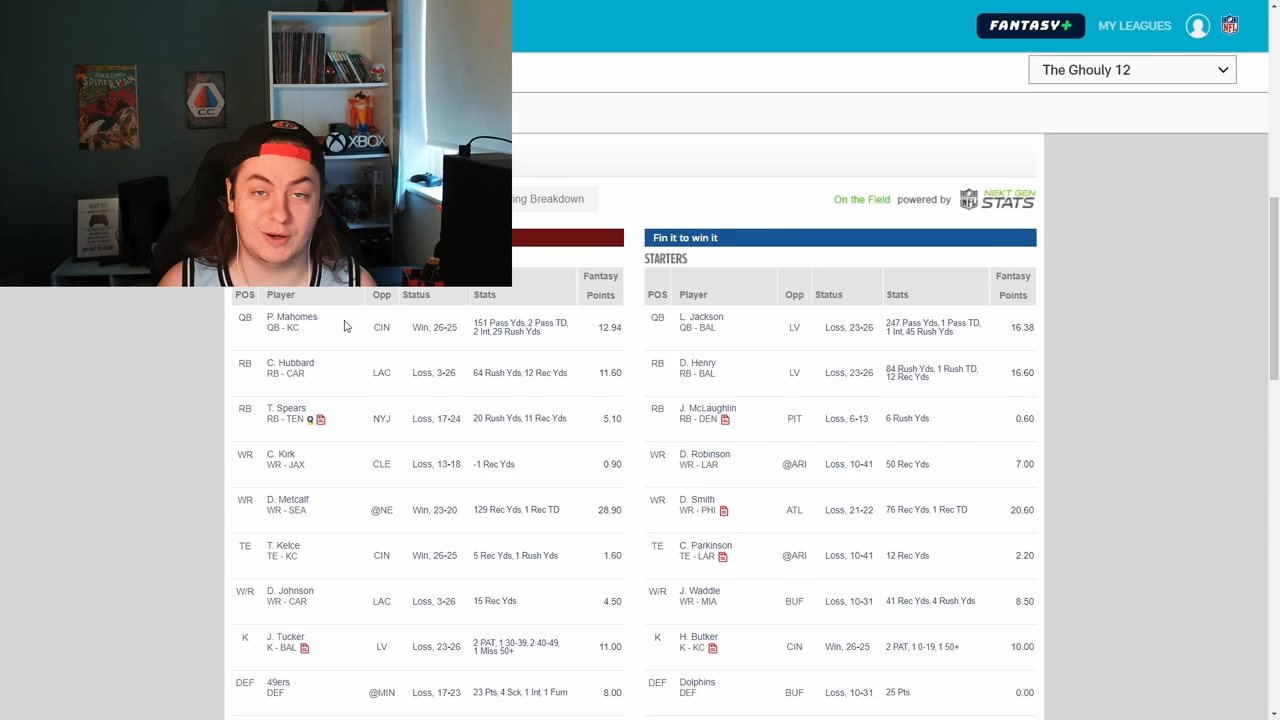 FANTASY+ MY LEAGUES
The Ghouly 12
AMAZING
SPIDER-MAN
XBOX
ing Breakdown
On the Field powered by NFL NEXT GEN STATS
Fin it to win it
STARTERS
POS Player Opp Status Stats Fantasy Points
QB P. Mahomes
QB - KC CIN Win, 26-25 151 Pass Yds, 2 Pass TD,
2 Int, 29 Rush Yds 12.94
RB C. Hubbard
RB - CAR LAC Loss, 3-26 64 Rush Yds, 12 Rec Yds 11.60
RB T. Spears
RB - TEN Q NYJ Loss, 17-24 20 Rush Yds, 11 Rec Yds 5.10
WR C. Kirk
WR - JAX CLE Loss, 13-18 -1 Rec Yds 0.90
WR D. Metcalf
WR - SEA @NE Win, 23-20 129 Rec Yds, 1 Rec TD 28.90
TE T. Kelce
TE - KC CIN Win, 26-25 5 Rec Yds, 1 Rush Yds 1.60
W/R D. Johnson
WR - CAR LAC Loss, 3-26 15 Rec Yds 4.50
K J. Tucker
K - BAL LV Loss, 23-26 2 PAT, 1 30-39, 2 40-49,
1 Miss 50+ 11.00
DEF 49ers
DEF @MIN Loss, 17-23 23 Pts, 4 Sck, 1 Int, 1 Fum 8.00
POS Player Opp Status Stats Fantasy Points
QB L. Jackson
QB - BAL LV Loss, 23-26 247 Pass Yds, 1 Pass TD,
1 Int, 45 Rush Yds 16.38
RB D. Henry
RB - BAL LV Loss, 23-26 84 Rush Yds, 1 Rush TD,
12 Rec Yds 16.60
RB J. McLaughlin
RB - DEN PIT Loss, 6-13 6 Rush Yds 0.60
WR D. Robinson
WR - LAR @ARI Loss, 10-41 50 Rec Yds 7.00
WR D. Smith
WR - PHI ATL Loss, 21-22 76 Rec Yds, 1 Rec TD 20.60
TE C. Parkinson
TE - LAR @ARI Loss, 10-41 12 Rec Yds 2.20
W/R J. Waddle
WR - MIA BUF Loss, 10-31 41 Rec Yds, 4 Rush Yds 8.50
K H. Butker
K - KC CIN Win, 26-25 2 PAT, 1 0-19, 1 50+ 10.00
DEF Dolphins
DEF BUF Loss, 10-31 25 Pts 0.00